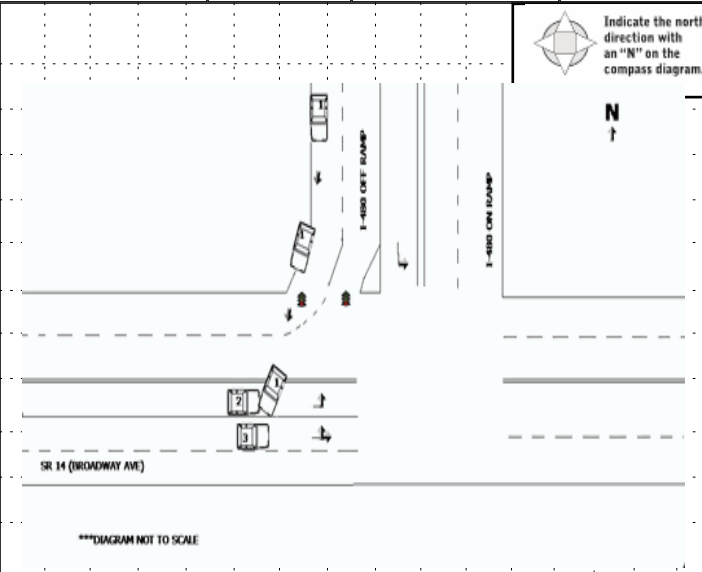 Indicate the north
direction with
an “N” on the
compass diagram.
N
1
I-480 OFF RAMP
I-480 ON RAMP
1
1
2
3
SR 14 (BROADWAY AVE)
***DIAGRAM NOT TO SCALE